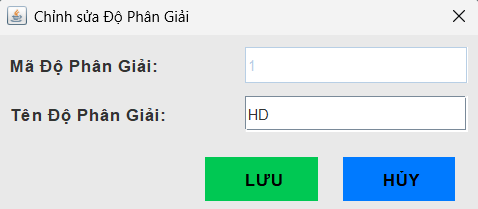 Chỉnh sửa Độ Phân Giải
Mã Độ Phân Giải: 1
Tên Độ Phân Giải: HD
LƯU HỦY